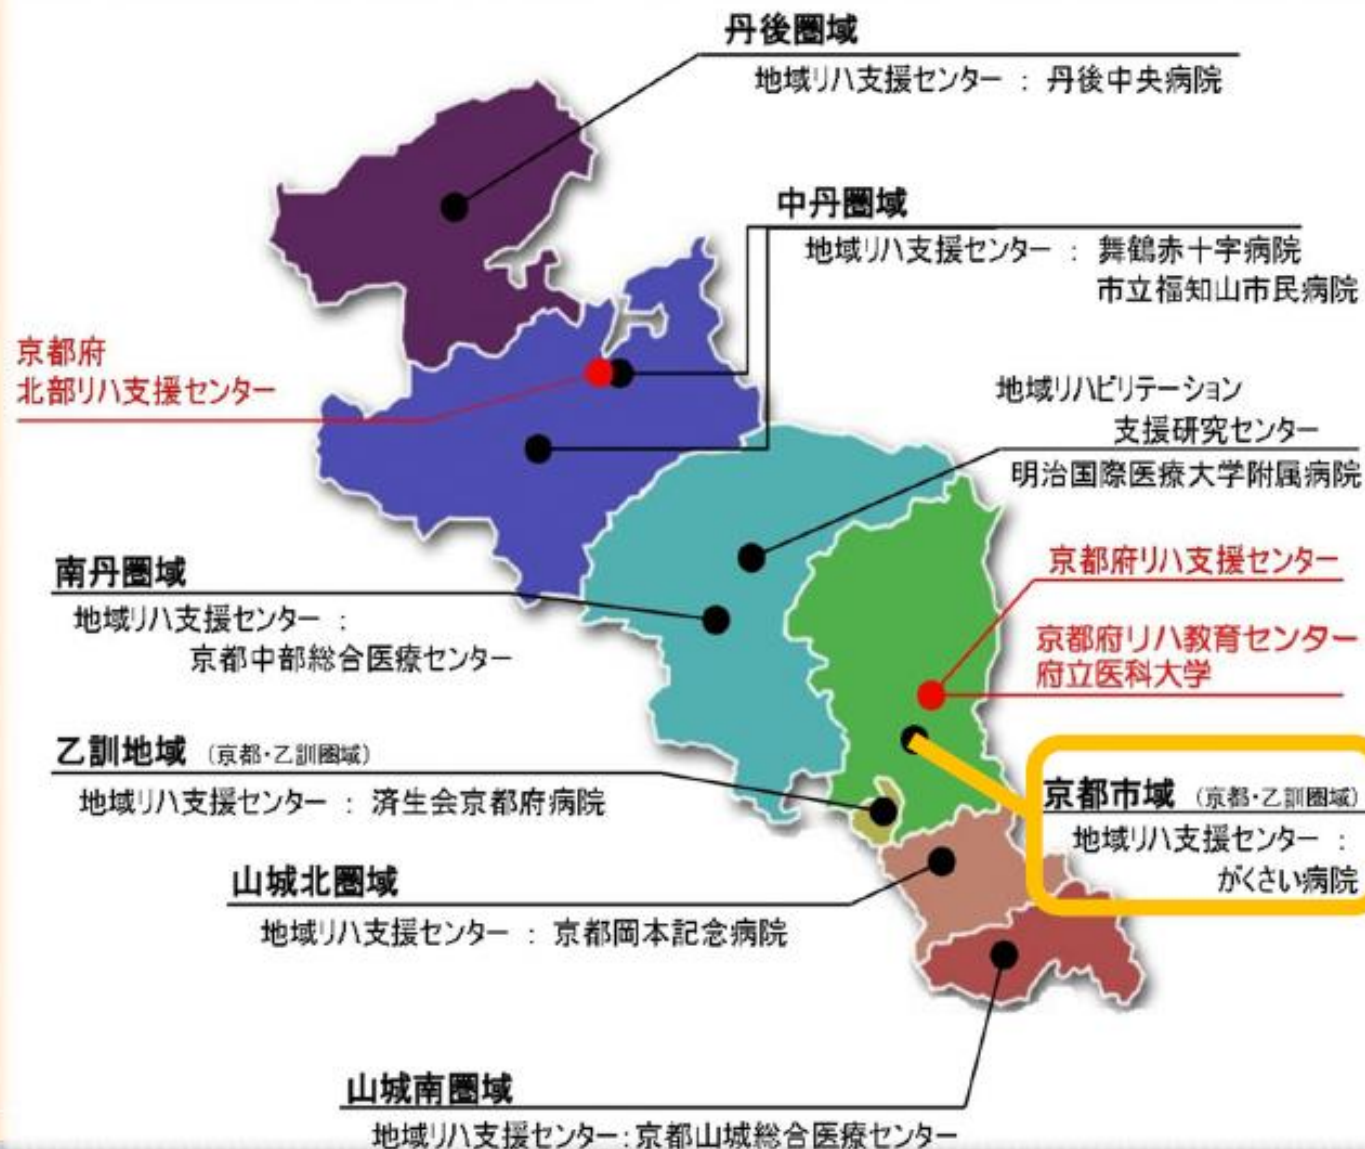 丹後圏域
地域リハ支援センター : 丹後中央病院
中丹圏域
地域リハ支援センター : 舞鶴赤十字病院
市立福知山市民病院
京都府
北部リハ支援センター
地域リハビリテーション
支援研究センター
明治国際医療大学附属病院
南丹圏域
地域リハ支援センター :
京都中部総合医療センター
京都府リハ支援センター
京都府リハ教育センター
府立医科大学
乙訓地域 (京都・乙訓圏域)
地域リハ支援センター : 済生会京都府病院
京都市域 (京都・乙訓圏域)
地域リハ支援センター :
がくさい病院
山城北圏域
地域リハ支援センター : 京都岡本記念病院
山城南圏域
地域リハ支援センター:京都山城総合医療センター